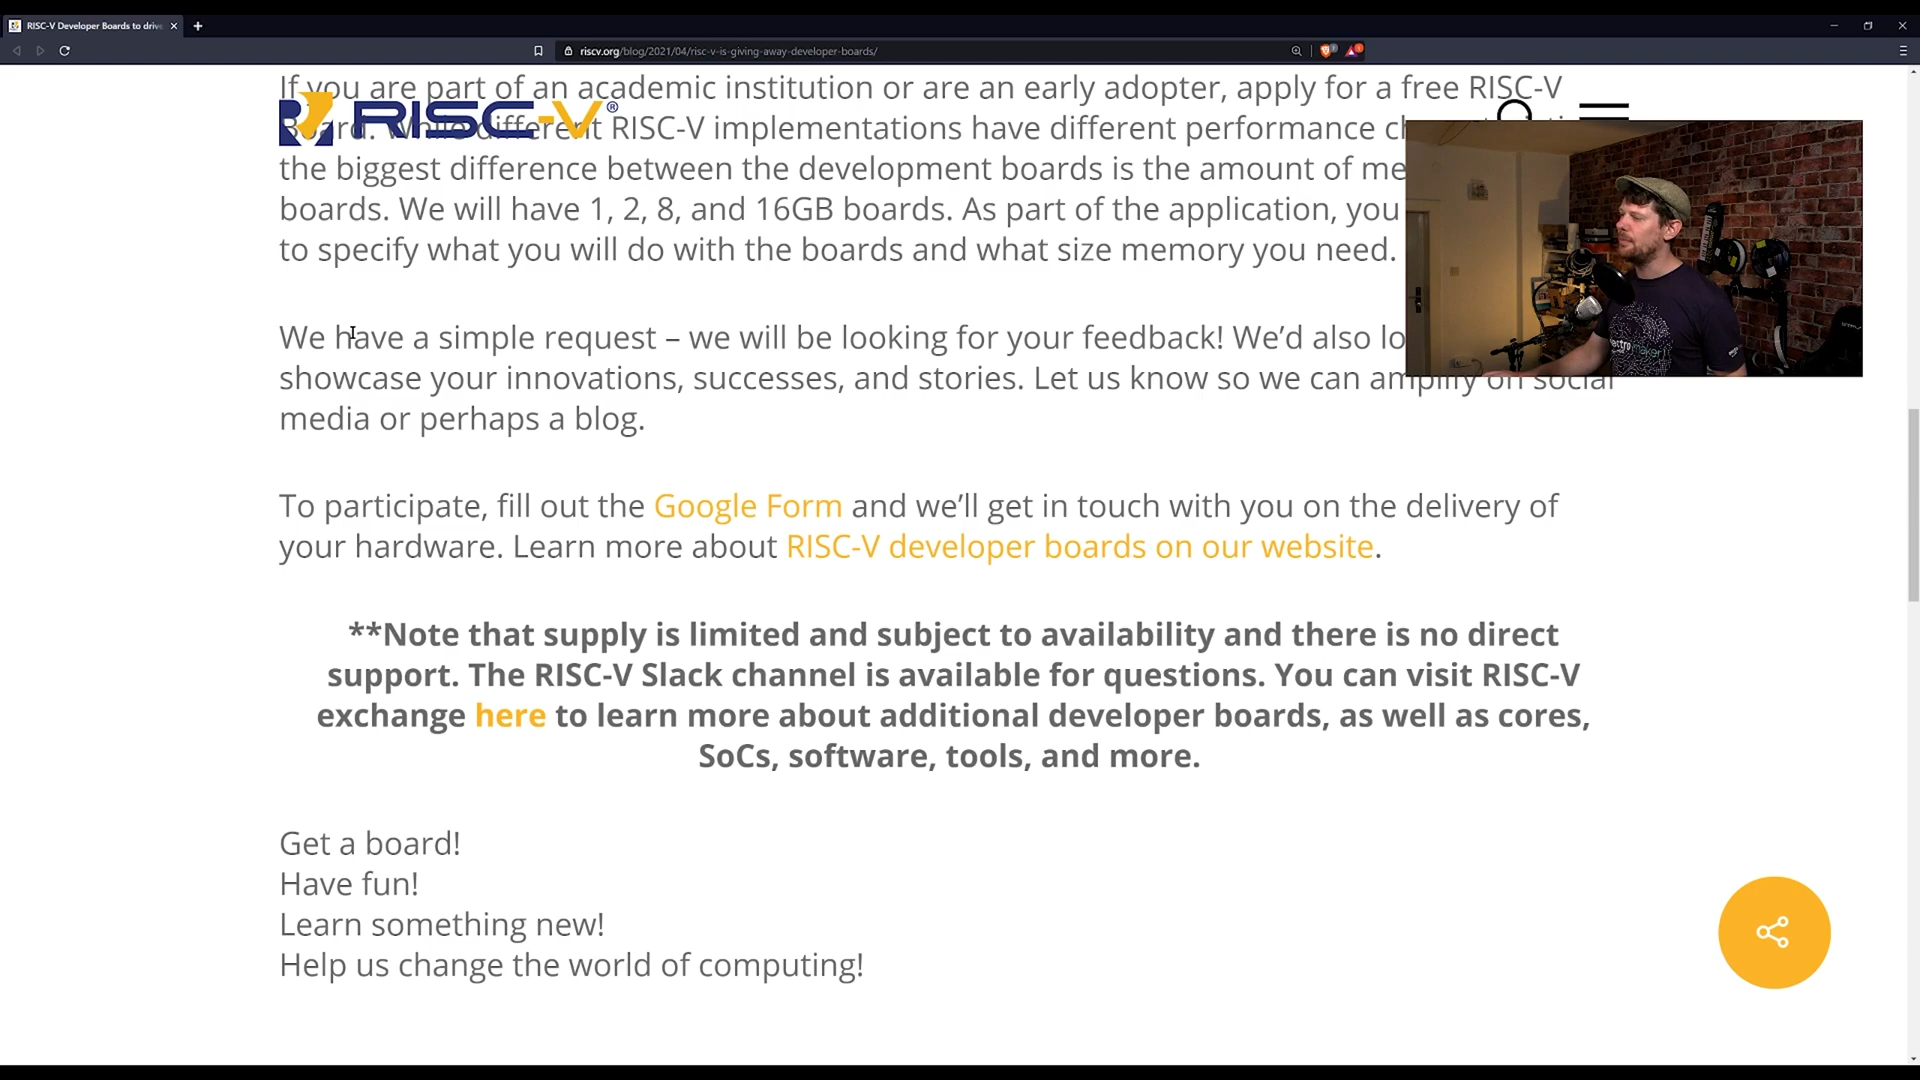 RISC-V Developer Boards to driv
riscv.org/blog/2021/04/risc-v-is-giving-away-developer-boards/
If you are part of an academic institution or are an early adopter, apply for a free RISC-V
RISC-V®
Board. While different RISC-V implementations have different performance
the biggest difference between the development boards is the amount of
boards. We will have 1, 2, 8, and 16GB boards. As part of the application, you
to specify what you will do with the boards and what size memory you need.
We have a simple request – we will be looking for your feedback! We’d also
showcase your innovations, successes, and stories. Let us know so we can amplify on social
media or perhaps a blog.
To participate, fill out the Google Form and we’ll get in touch with you on the delivery of
your hardware. Learn more about RISC-V developer boards on our website.
**Note that supply is limited and subject to availability and there is no direct
support. The RISC-V Slack channel is available for questions. You can visit RISC-V
exchange here to learn more about additional developer boards, as well as cores,
SoCs, software, tools, and more.
Get a board!
Have fun!
Learn something new!
Help us change the world of computing!